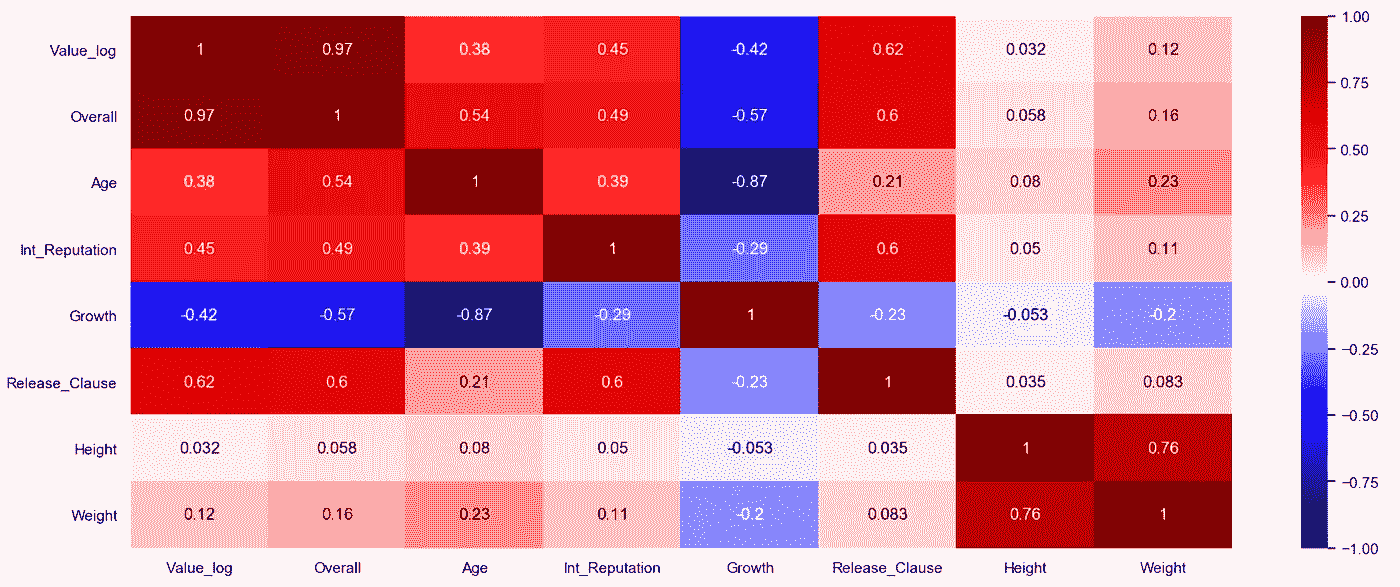 Value_log 1 0.97 0.38 0.45 -0.42 0.62 0.032 0.12
Overall 0.97 1 0.54 0.49 -0.57 0.6 0.058 0.16
Age 0.38 0.54 1 0.39 -0.87 0.21 0.08 0.23
Int_Reputation 0.45 0.49 0.39 1 -0.29 0.6 0.05 0.11
Growth -0.42 -0.57 -0.87 -0.29 1 -0.23 -0.053 -0.2
Release_Clause 0.62 0.6 0.21 0.6 -0.23 1 0.035 0.083
Height 0.032 0.058 0.08 0.05 -0.053 0.035 1 0.76
Weight 0.12 0.16 0.23 0.11 -0.2 0.083 0.76 1
Value_log Overall Age Int_Reputation Growth Release_Clause Height Weight
1.00
0.75
0.50
0.25
0.00
−0.25
−0.50
−0.75
−1.00